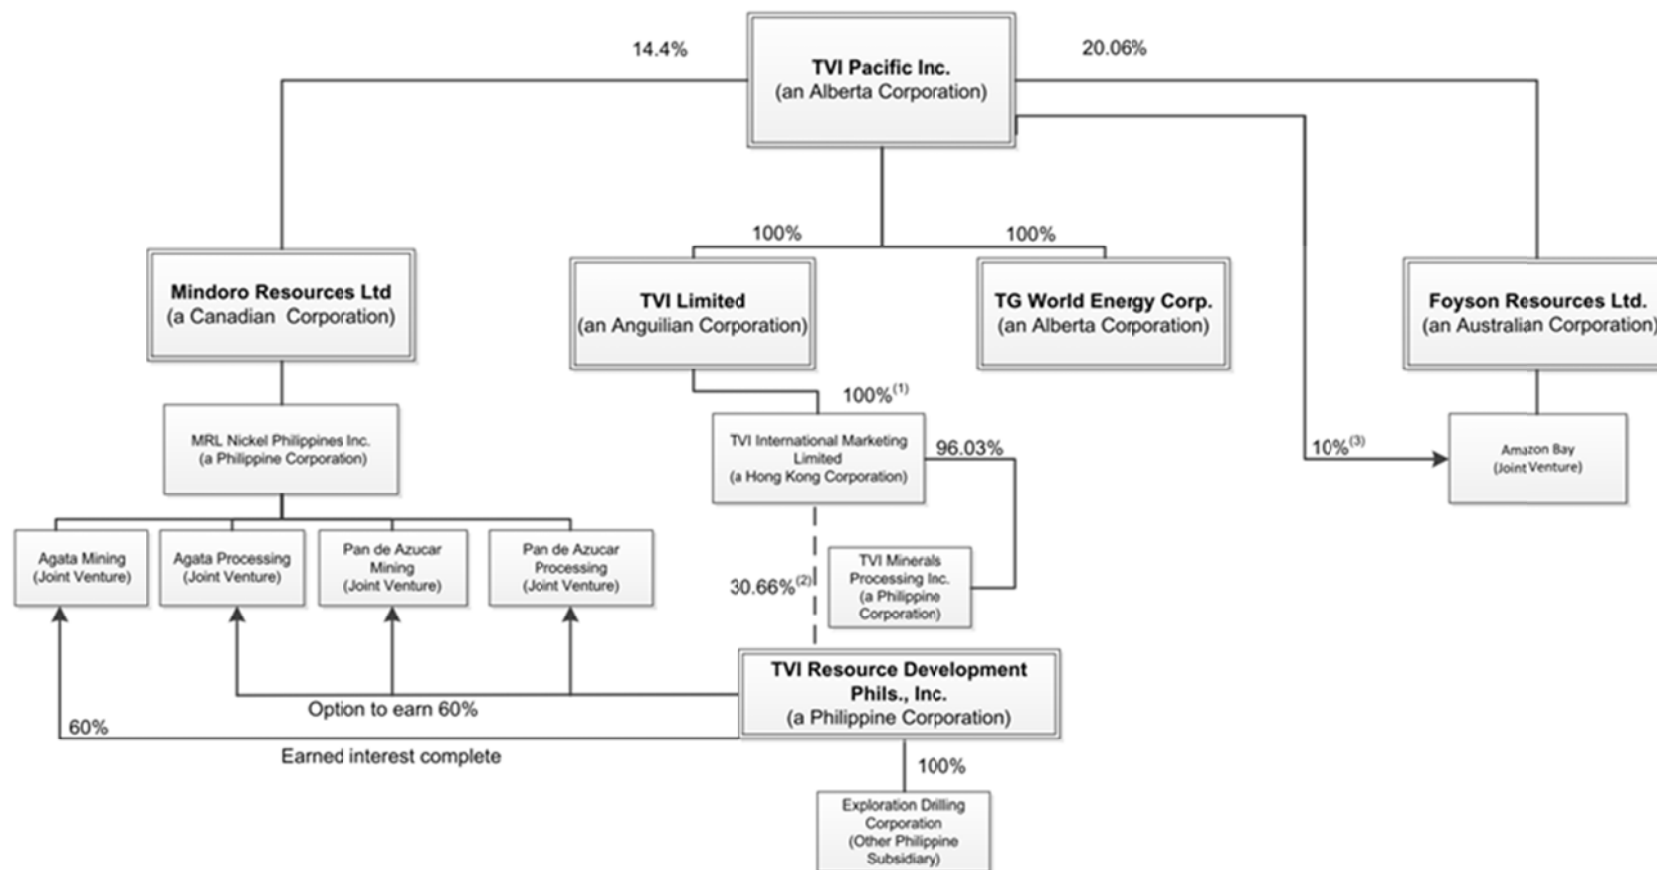 14.4%
TVI Pacific Inc.
(an Alberta Corporation)
20.06%
100%
100%
Mindoro Resources Ltd
(a Canadian Corporation)
TVI Limited
(an Anguilian Corporation)
TG World Energy Corp.
(an Alberta Corporation)
Foyson Resources Ltd.
(an Australian Corporation)
100%(1)
MRL Nickel Philippines Inc.
(a Philippine Corporation)
TVI International Marketing
Limited
(a Hong Kong Corporation)
96.03%
10%(3)
Amazon Bay
(Joint Venture)
Agata Mining
(Joint Venture)
Agata Processing
(Joint Venture)
Pan de Azucar
Mining
(Joint Venture)
Pan de Azucar
Processing
(Joint Venture)
30.66%(2)
TVI Minerals
Processing Inc.
(a Philippine
Corporation)
TVI Resource Development
Phils., Inc.
(a Philippine Corporation)
Option to earn 60%
60%
Earned interest complete
100%
Exploration Drilling
Corporation
(Other Philippine
Subsidiary)